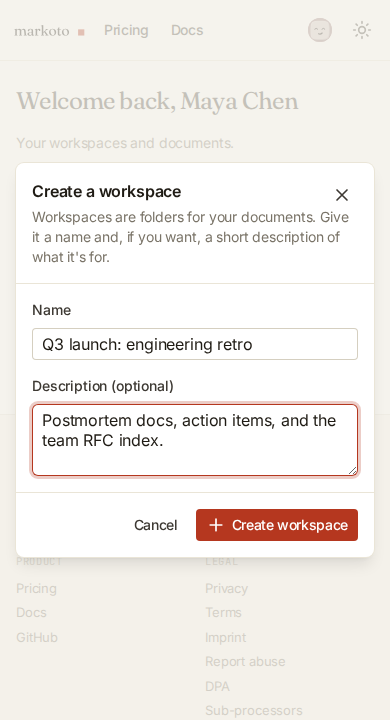 markoto
Pricing
Docs
Welcome back, Maya Chen
Your workspaces and documents.
Create a workspace
Workspaces are folders for your documents. Give
it a name and, if you want, a short description of
what it's for.
Name
Q3 launch: engineering retro
Description (optional)
Postmortem docs, action items, and the
team RFC index.
Cancel
Create workspace
PRODUCT
Pricing
Docs
GitHub
LEGAL
Privacy
Terms
Imprint
Report abuse
DPA
Sub-processors